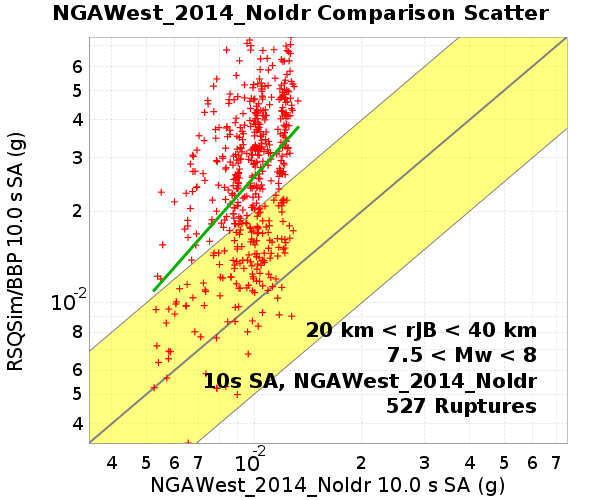 NGAWest_2014_NoIdr Comparison Scatter
RSQSim/BBP 10.0 s SA (g)
6
5
4
3
2
10-2
8
6
5
4
20 km < rJB < 40 km
7.5 < Mw < 8
10s SA, NGAWest_2014_NoIdr
527 Ruptures
4 5 6 7 10-2 2 3 4 5 6 7
NGAWest_2014_NoIdr 10.0 s SA (g)